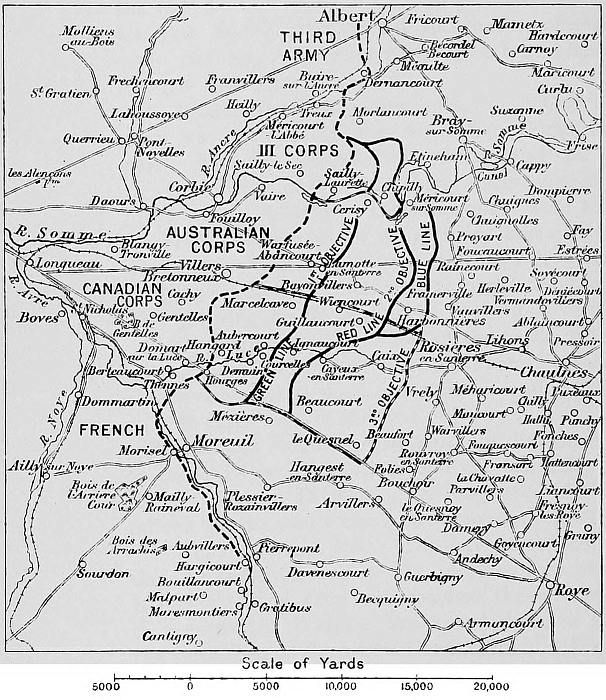 Albert
Fricourt
Mametz
Hardecourt
Molliens
au-Bois
THIRD
ARMY
Bécordel
Becourt
Carnoy
Maricourt
Méaulte
Frechencourt
Franvillers
Buire-
sur-l'Ancre
Dernancourt
Curlu
St Gratien
Heilly
Treux
Lahoussoye
Morlancourt
Suzanne
Méricourt
l'Abbé
Bray-
sur-Somme
Querrieu
Pont-
Noyelles
R. Ancre
III CORPS
Etinehem
R. Somme
Frise
Sailly-le Sec
Cappy
les Alençons
Sailly-
Laurette
Canal
Corbie
Chipilly
Dompierre
Daours
Vaire
Cerisy
Méricourt
sur Somme
Chuignes
Fouilloy
Chuignolles
R. Somme
AUSTRALIAN
CORPS
Proyart
Fay
Blangy-
Tronville
Warfusée-
Abancourt
1ST OBJECTIVE
2ND OBJECTIVE
BLUE LINE
Foucaucourt
Estrées
Longueau
Villers
Bretonneux
Lamotte
en-Santerre
Rainecourt
Soyécourt
R. Avre
CANADIAN
CORPS
Cachy
Bayonvillers
Herleville
Deniécourt
Framerville
Vermandovillers
Marcelcave
Wiencourt
Vauvillers
Boves
Nicholas
Gentelles
B de
Gentelles
Guillaucourt
Harbonnières
Ablaincourt
RED LINE
Domart
sur la Luce
Hangard
Aubercourt
R. Luce
Ignaucourt
Rosières
en Santerre
Lihons
Pressoir
Berteaucourt
Demuin
Courcelles
Caix
Chaulnes
Thennes
Hourges
Cayeux-
en-Santerre
GREEN LINE
3RD OBJECTIVE
Dommartin
Beaucourt
Vrely
Méharicourt
Puzeaux
R. Noye
Mézières
Maucourt
Chilly
FRENCH
Hallu
Punchy
Warvillers
Moreuil
le Quesnel
Beaufort
Fouquescourt
Fonches
Morisel
Rouvroy
en-Santerre
Fransart
Hattencourt
Ailly sur Noye
Hangest
en-Santerre
Folies
la Chavatte
Bouchoir
Parvillers
Liancourt
Bois de
l'Arrière
Cour
Mailly
Raineval
Plessier-
Rozainvillers
Arvillers
le Quesnoy
en Santerre
Fresnoy-
les-Roye
Damery
Bois des
Arrachis
Aubvillers
Pierrepont
Goyencourt
Gruny
Andechy
Sourdon
Hargicourt
Davenescourt
Guerbigny
Roye
Bouillancourt
Malpart
Becquigny
Maresmontiers
Gratibus
Armancourt
Cantigny
Scale of Yards
5000 0 5000 10,000 15,000 20,000